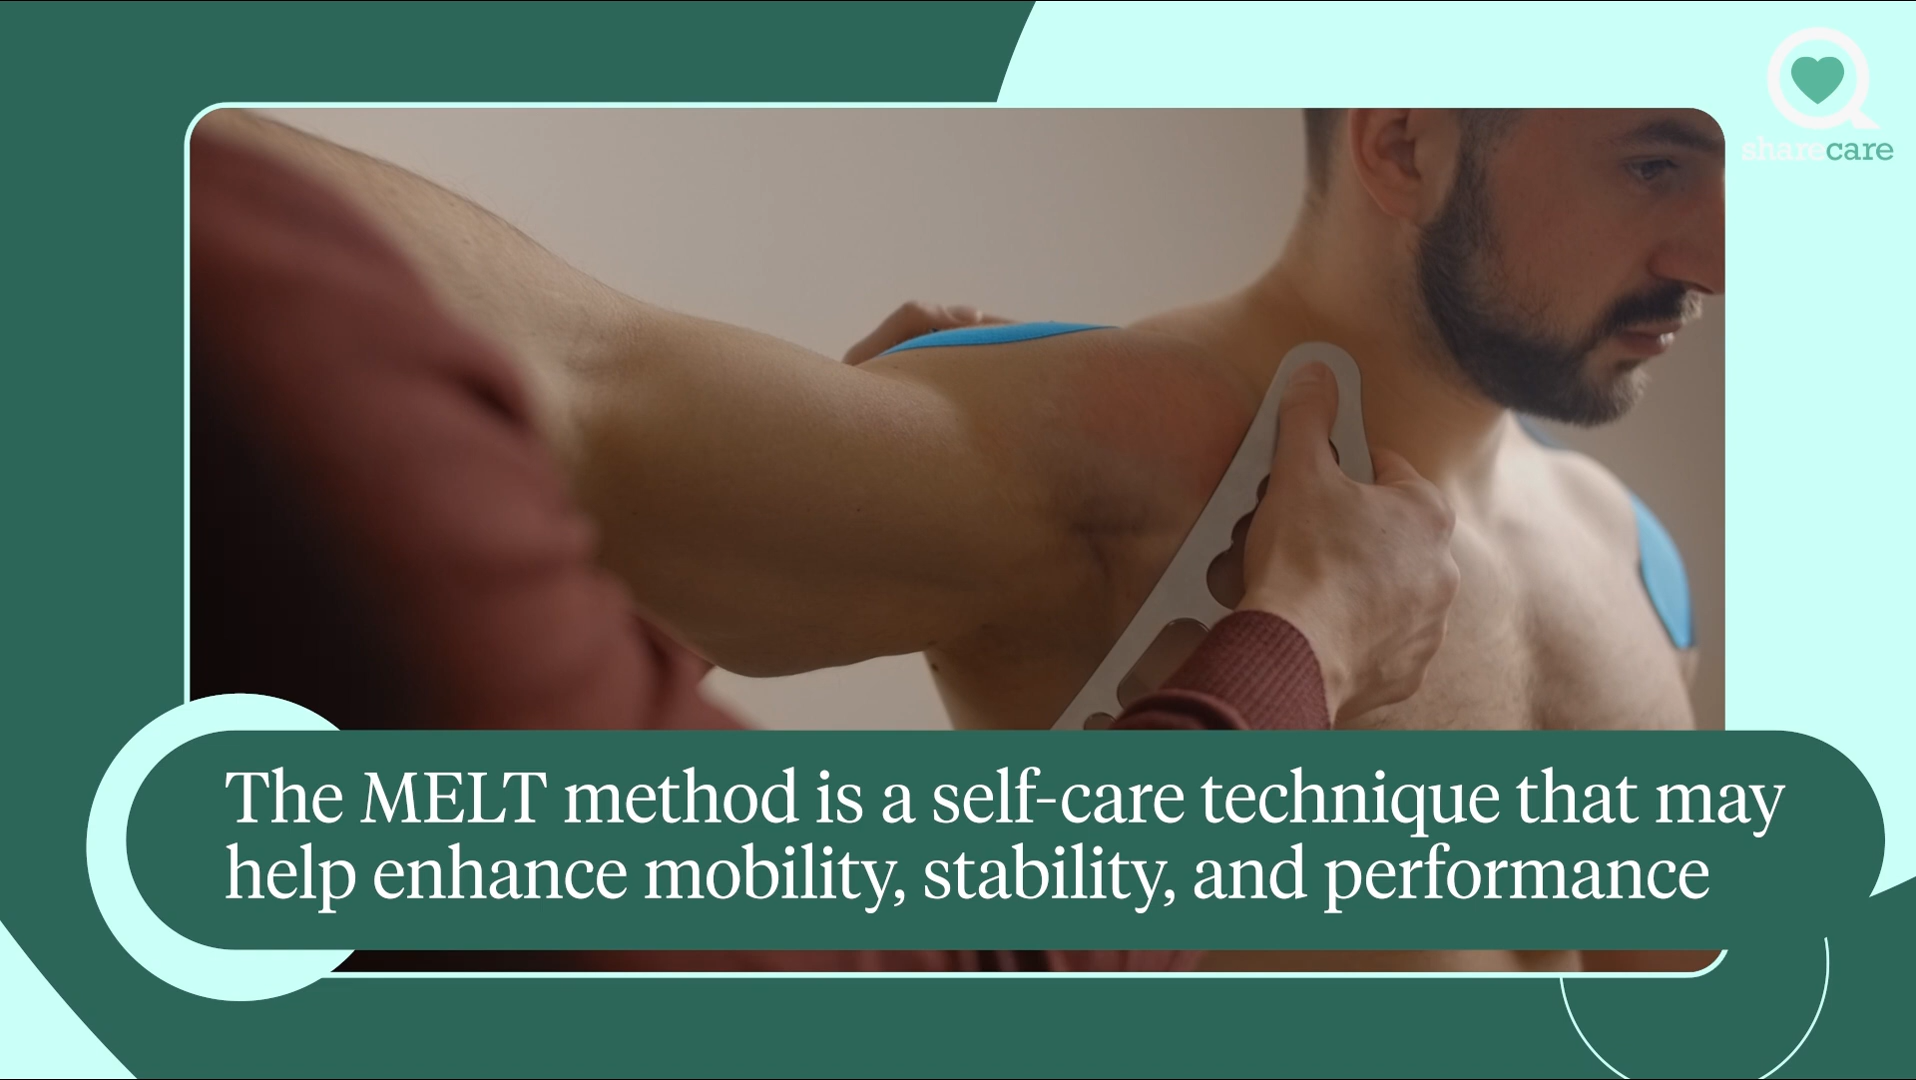 sharecare
The MELT method is a self-care technique that may
help enhance mobility, stability, and performance